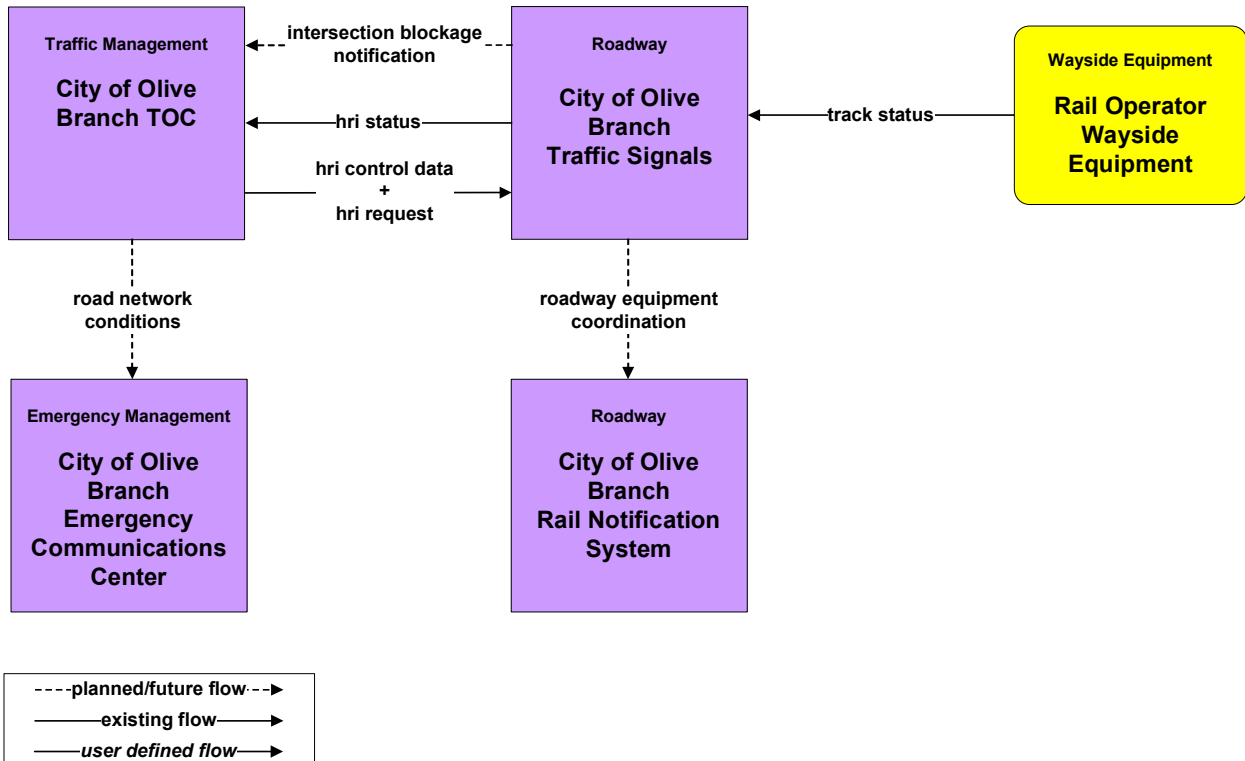 Traffic Management
City of Olive
Branch TOC
intersection blockage
notification
hri status
hri control data
+
hri request
Roadway
City of Olive
Branch
Traffic Signals
track status
Wayside Equipment
Rail Operator
Wayside
Equipment
road network
conditions
roadway equipment
coordination
Emergency Management
City of Olive
Branch
Emergency
Communications
Center
Roadway
City of Olive
Branch
Rail Notification
System
planned/future flow
existing flow
user defined flow